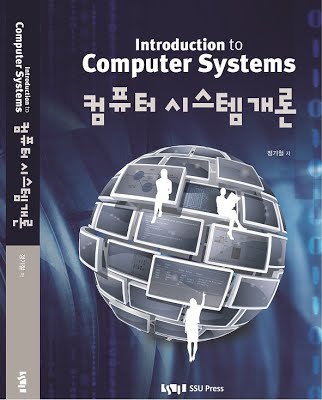 Introduction to
Computer Systems
컴퓨터 시스템 개론
정기철 저
SSU Press
Introduction to
Computer Systems
컴퓨터 시스템 개론
정기철 저